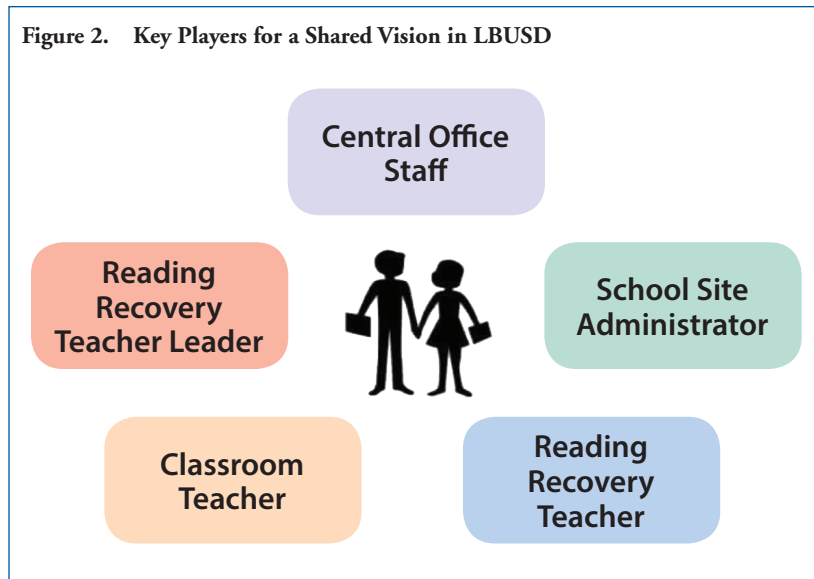 Figure 2. Key Players for a Shared Vision in LBUSD
Central Office
Staff
Reading
Recovery
Teacher Leader
School Site
Administrator
Classroom
Teacher
Reading
Recovery
Teacher